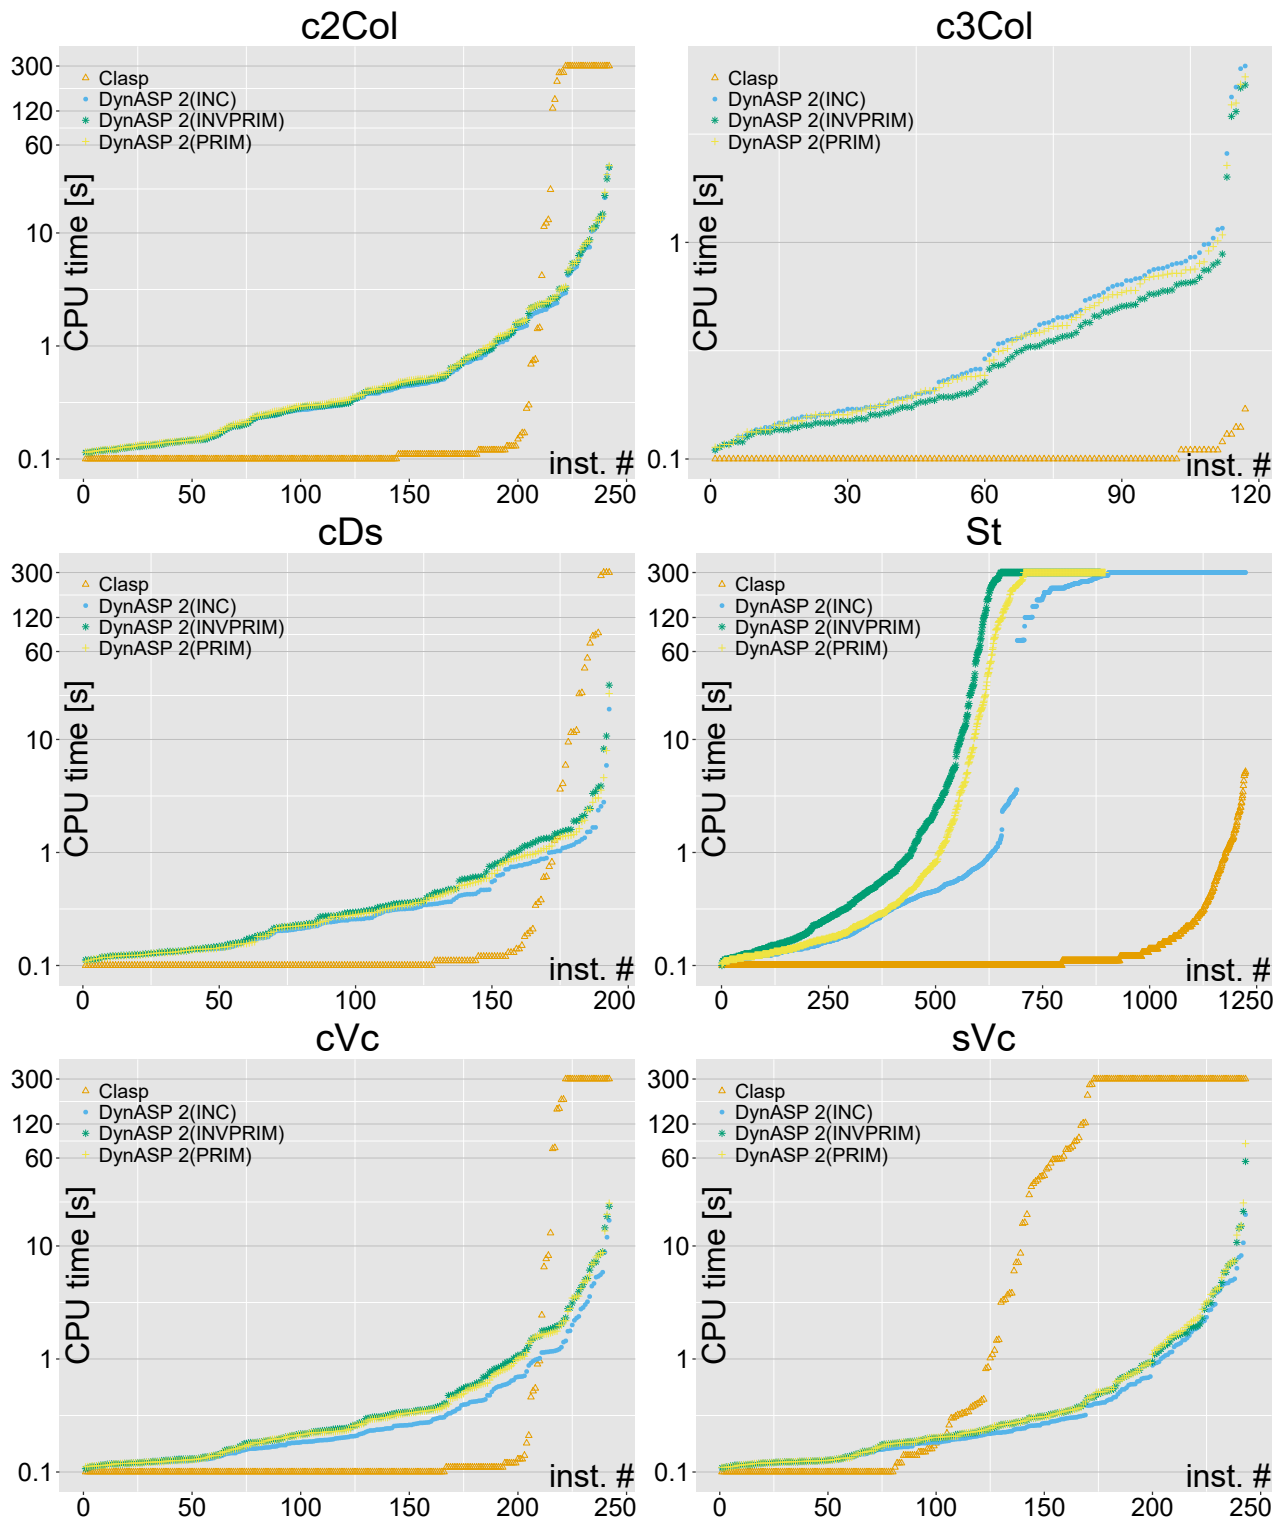 c2Col
300
120
60
10
1
0.1
CPU time [s]
Clasp
DynASP 2(INC)
DynASP 2(INVPRIM)
DynASP 2(PRIM)
inst. #
0 50 100 150 200 250
c3Col
1
0.1
CPU time [s]
Clasp
DynASP 2(INC)
DynASP 2(INVPRIM)
DynASP 2(PRIM)
inst. #
0 30 60 90 120
cDs
300
120
60
10
1
0.1
CPU time [s]
Clasp
DynASP 2(INC)
DynASP 2(INVPRIM)
DynASP 2(PRIM)
inst. #
0 50 100 150 200
St
300
120
60
10
1
0.1
CPU time [s]
Clasp
DynASP 2(INC)
DynASP 2(INVPRIM)
DynASP 2(PRIM)
inst. #
0 250 500 750 1000 1250
cVc
300
120
60
10
1
0.1
CPU time [s]
Clasp
DynASP 2(INC)
DynASP 2(INVPRIM)
DynASP 2(PRIM)
inst. #
0 50 100 150 200 250
sVc
300
120
60
10
1
0.1
CPU time [s]
Clasp
DynASP 2(INC)
DynASP 2(INVPRIM)
DynASP 2(PRIM)
inst. #
0 50 100 150 200 250